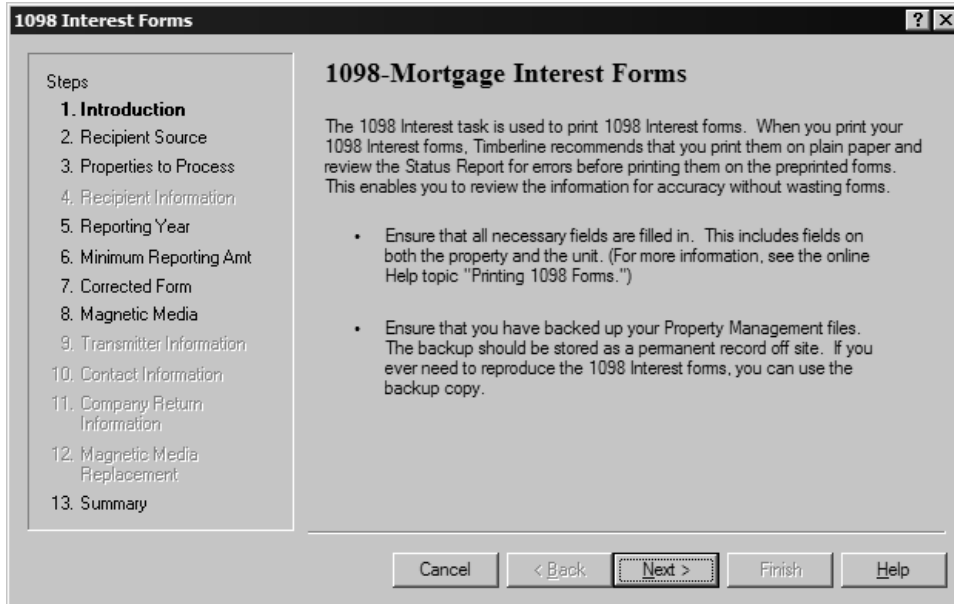 1098 Interest Forms
Steps
1. Introduction
2. Recipient Source
3. Properties to Process
4. Recipient Information
5. Reporting Year
6. Minimum Reporting Amt
7. Corrected Form
8. Magnetic Media
9. Transmitter Information
10. Contact Information
11. Company Return
Information
12. Magnetic Media
Replacement
13. Summary
1098-Mortgage Interest Forms
The 1098 Interest task is used to print 1098 Interest forms. When you print your
1098 Interest forms, Timberline recommends that you print them on plain paper and
review the Status Report for errors before printing them on the preprinted forms.
This enables you to review the information for accuracy without wasting forms.
• Ensure that all necessary fields are filled in. This includes fields on
both the property and the unit. (For more information, see the online
Help topic "Printing 1098 Forms.")
• Ensure that you have backed up your Property Management files.
The backup should be stored as a permanent record off site. If you
ever need to reproduce the 1098 Interest forms, you can use the
backup copy.
Cancel
< Back
Next >
Finish
Help